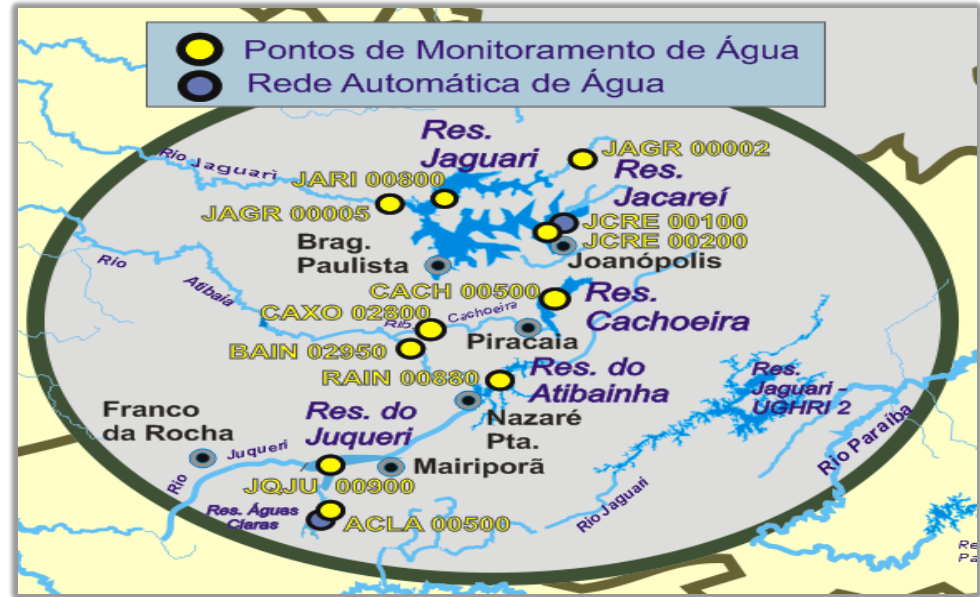 Pontos de Monitoramento de Água
Rede Automática de Água
Res.
Jaguari
JAGR 00002
Rio Jaguari
Res.
Jacareí
JARI 00800
JAGR 00005
JCRE 00100
JCRE 00200
Joanópolis
Brag.
Paulista
Rio
Atibaia
CACH 00500
Res.
Cachoeira
CAXO 02800
Rib. Cachoeira
Piracaia
BAIN 02950
RAIN 00880
Res. do
Atibainha
Res.
Jaguari -
UGHRI 2
Franco
da Rocha
Res. do
Juqueri
Nazaré
Pta.
Rio Paraíba
Rio Juqueri
Mairiporã
JQJU 00900
Rio Jaguari
Res. Águas
Claras
ACLA 00500